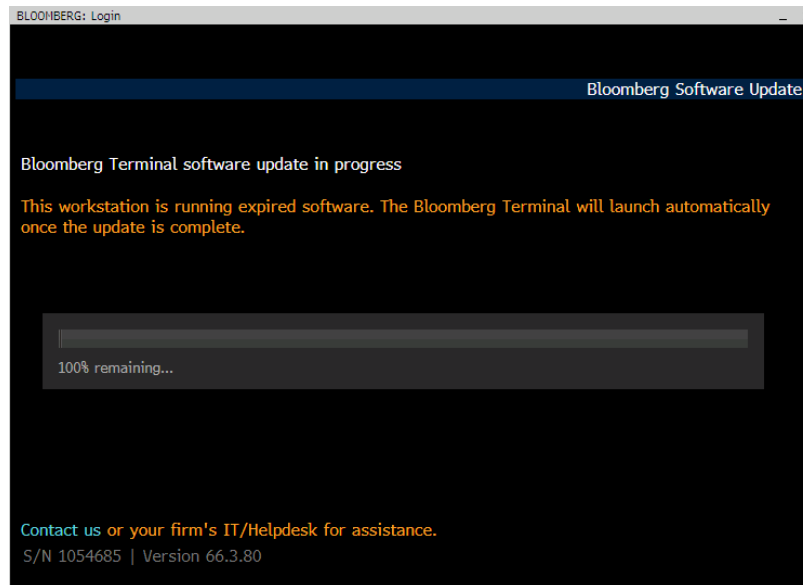 BLOOMBERG: Login
Bloomberg Software Update
Bloomberg Terminal software update in progress
This workstation is running expired software. The Bloomberg Terminal will launch automatically
once the update is complete.
100% remaining...
Contact us or your firm's IT/Helpdesk for assistance.
S/N 1054685 | Version 66.3.80